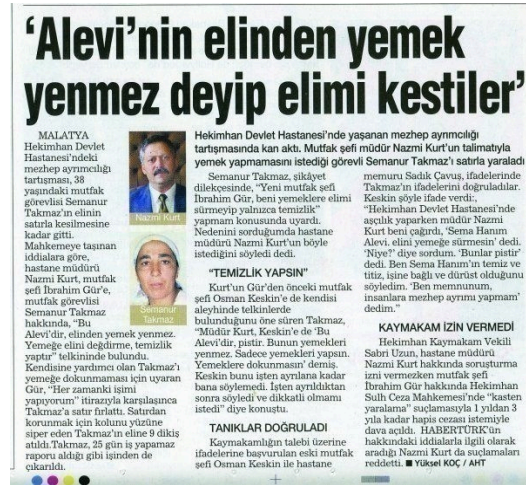 ‘Alevi’nin elinden yemek
yenmez deyip elimi kestiler’
MALATYA
Hekimhan Devlet
Hastanesi’ndeki
mezhep ayrımcılığı
tartışması, 38
yaşındaki mutfak
görevlisi Semanur
Takmaz’ın elinin
satırla kesilmesine
kadar gitti.
Mahkemeye taşınan
iddialara göre,
hastane müdürü
Nazmi Kurt, mutfak
şefi İbrahim Gür’e,
mutfak görevlisi
Semanur Takmaz
hakkında, “Bu
Alevi’dir, elinden yemek yenmez.
Yemeğe elini değdirme, temizlik
yaptır” telkininde bulundu.
Kendisine yardımcı olan Takmaz’ı
yemeğe dokunmaması için uyaran
Gür, “Her zamanki işimi
yapıyorum” itirazıyla karşılaşınca
Takmaz’a satır fırlattı. Satırdan
korunmak için kolunu yüzüne
siper eden Takmaz’ın eline 9 dikiş
atıldı.Takmaz, 25 gün iş yapamaz
raporu aldığı gibi işinden de
çıkarıldı.
Nazmi Kurt
Semanur
Takmaz
Hekimhan Devlet Hastanesi’nde yaşanan mezhep ayrımcılığı
tartışmasında kan aktı. Mutfak şefi müdür Nazmi Kurt’un talimatıyla
yemek yapmamasını istediği görevli Semanur Takmaz’ı satırla yaraladı
Semanur Takmaz, şikâyet
dilekçesinde, “Yeni mutfak şefi
İbrahim Gür, beni yemeklere elimi
sürmeyip yalnızca temizlik”
yapmam konusunda uyardı.
Nedenini sorduğumda hastane
müdürü Nazmi Kurt’un böyle
istediğini söyledi dedi.
“TEMİZLİK YAPSIN”
Kurt’un Gür’den önceki mutfak
şefi Osman Keskin’e de kendisi
aleyhinde telkinlerde
bulunduğunu öne süren Takmaz,
“Müdür Kurt, Keskin’e de ‘Bu
Alevi’dir, pistir. Bunun yemekleri
yenmez. Sadece yemekleri yapsın.
Yemeklere dokunmasın’ demiş.
Keskin bunu işten ayrılana kadar
bana söylemedi. İşten ayrıldıktan
sonra söyledi ve dikkatli olmamı
istedi” diye konuştu.
TANIKLAR DOĞRULADI
Kaymakamlığın talebi üzerine
ifadelerine başvurulan eski mutfak
şefi Osman Keskin ile hastane
memuru Sadık Çavuş, ifadelerinde
Takmaz’ın ifadelerini doğruladılar.
Keskin şöyle ifade verdi:,
“Hekimhan Devlet Hastanesi’nde
aşçılık yaparken müdür Nazmi
Kurt beni çağırdı, ‘Sema Hanım
Alevi, elini yemeğe sürmesin’ dedi.
‘Niye?’ diye sordum. ‘Bunlar pistir’
dedi. Ben Sema Hanım’ın temiz ve
titiz, işine bağlı ve dürüst olduğunu
söyledim. ‘Ben memnunum,
insanlara mezhep ayrımı yapmam’
dedim.”
KAYMAKAM İZİN VERMEDİ
Hekimhan Kaymakam Vekili
Sabri Uzun, hastane müdürü
Nazmi Kurt hakkında soruşturma
izni vermezken mutfak şefi
İbrahim Gür hakkında Hekimhan
Sulh Ceza Mahkemesi’nde “kasten
yaralama” suçlamasıyla 1 yıldan 3
yıla kadar hapis cezası istemiyle
dava açıldı. HABERTÜRK’ün
hakkındaki iddialarla ilgili olarak
aradığı Nazmi Kurt da suçlamaları
reddetti. ■ Yüksel KOÇ / AHT